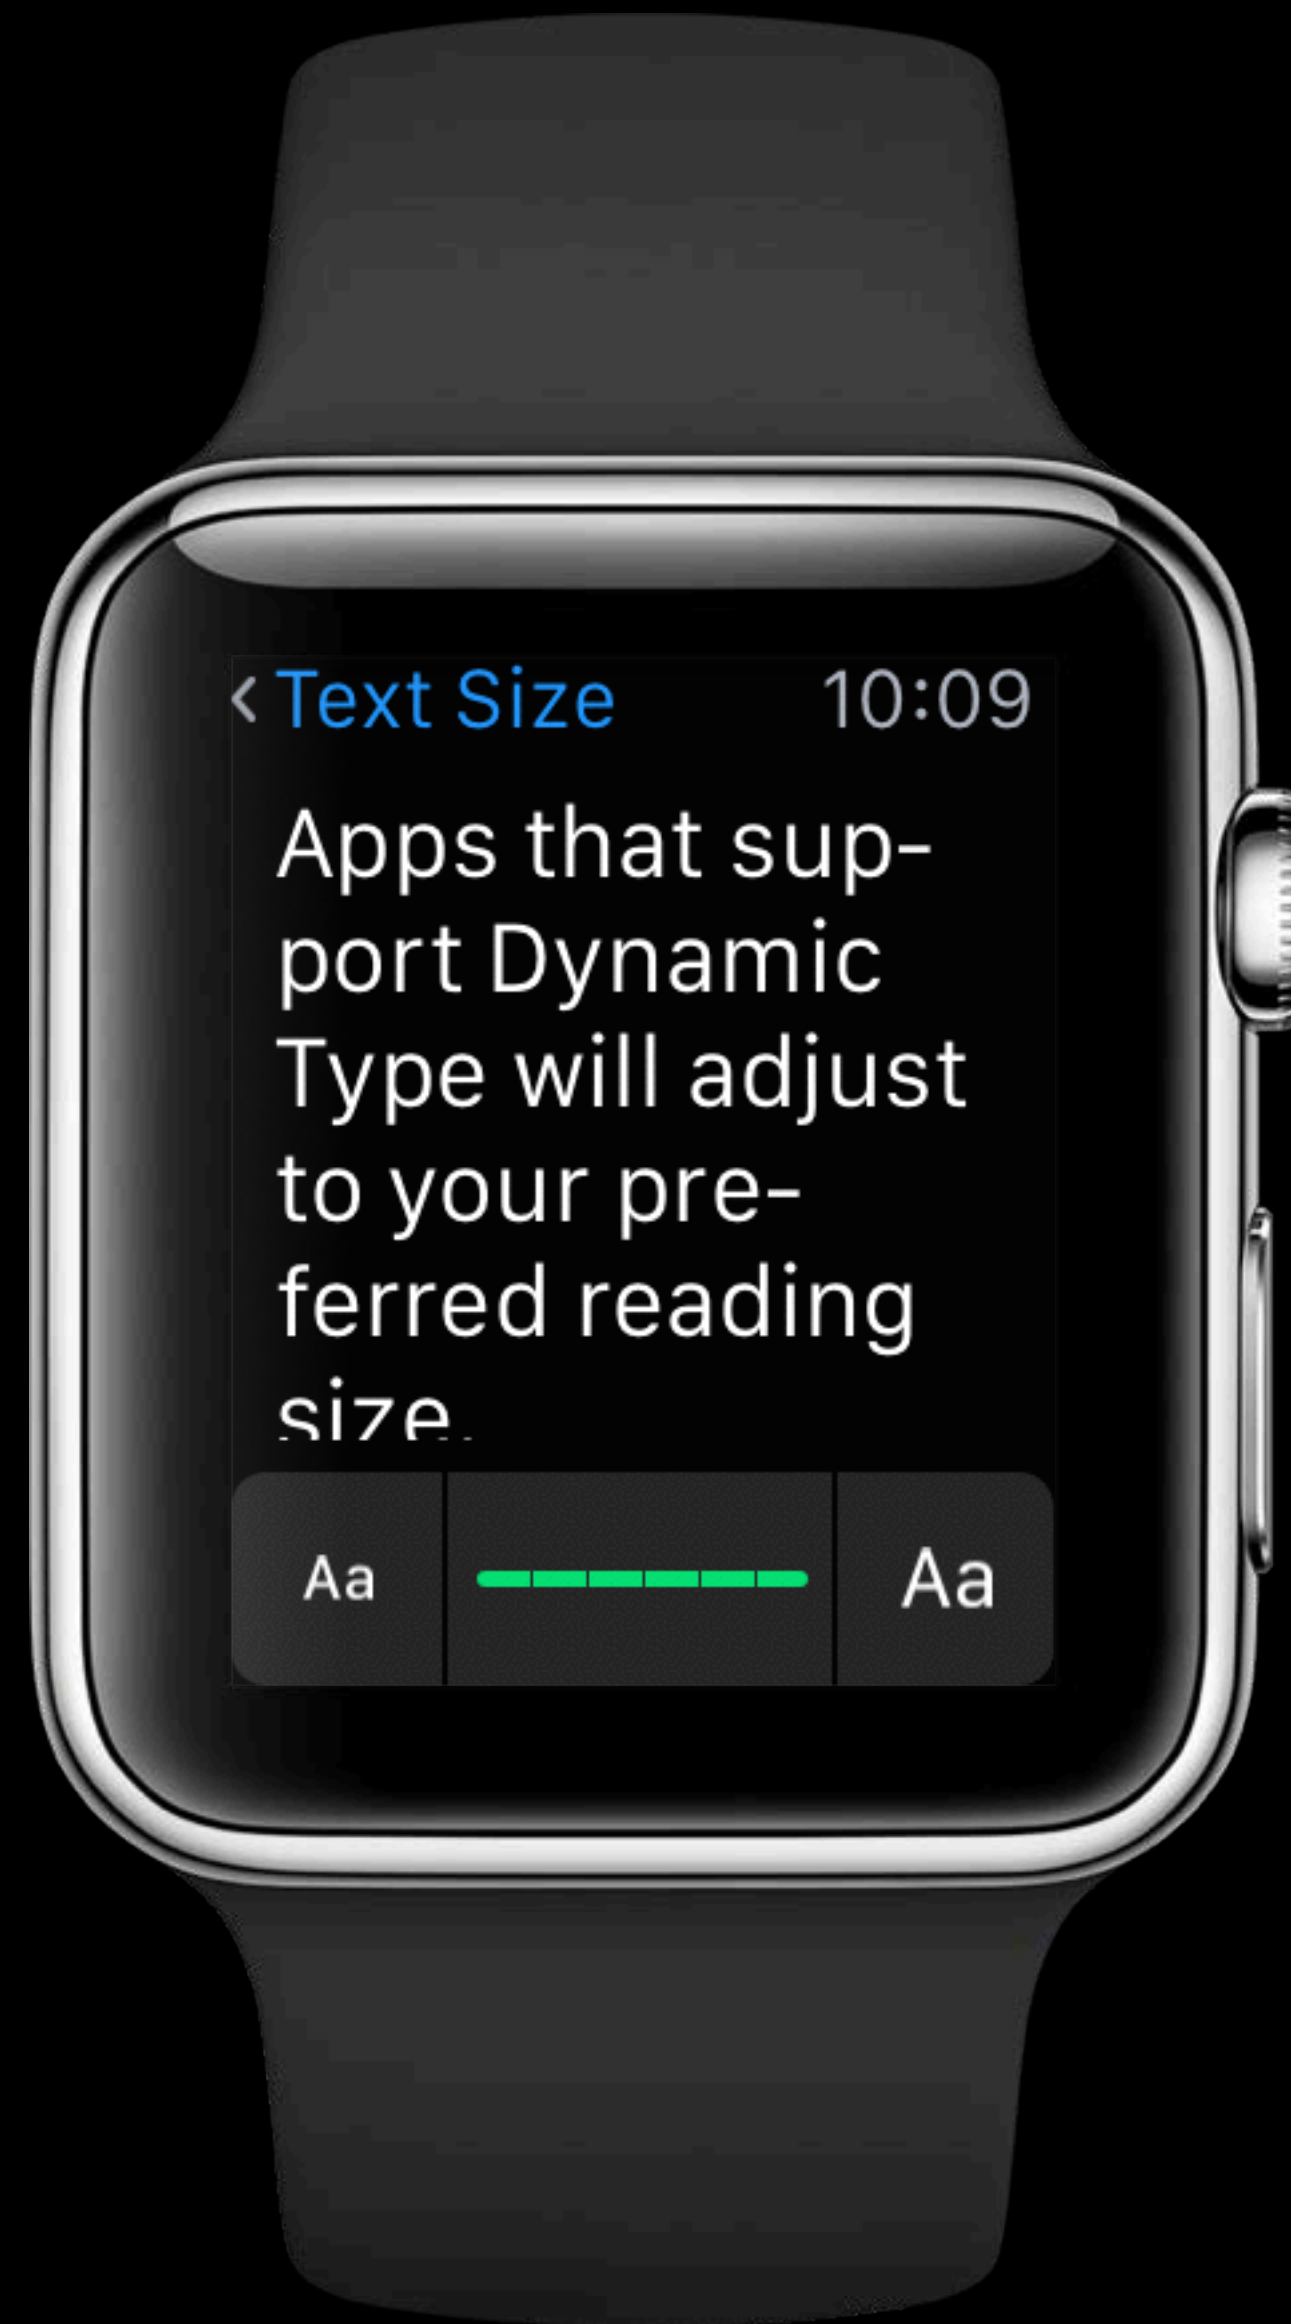 < Text Size 10:09
Apps that sup-
port Dynamic
Type will adjust
to your pre-
ferred reading
size.
Aa Aa